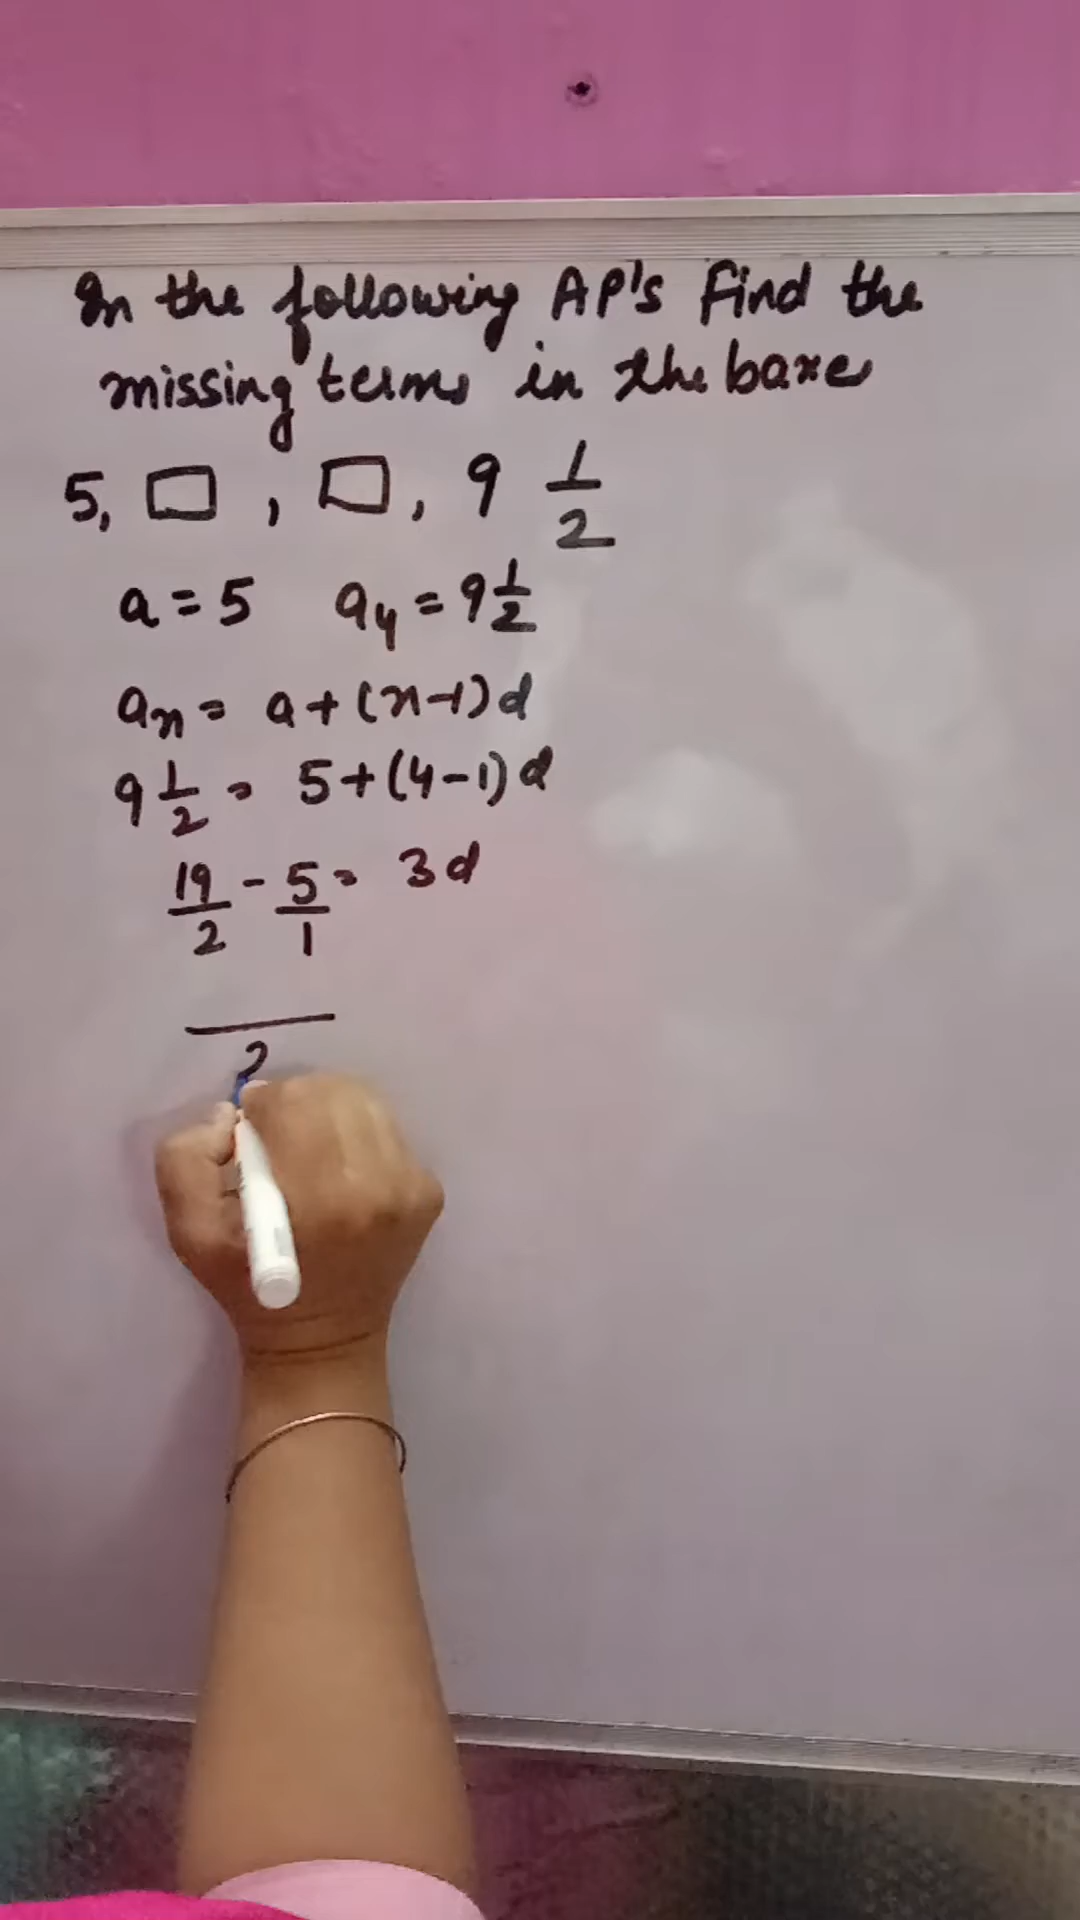 In the following AP's find the
missing terms in the baxes
5, □ , □ , 9 1/2
a = 5 a4 = 9 1/2
an = a + (n-1)d
9 1/2 = 5 + (4-1)d
19/2 - 5/1 = 3d
2